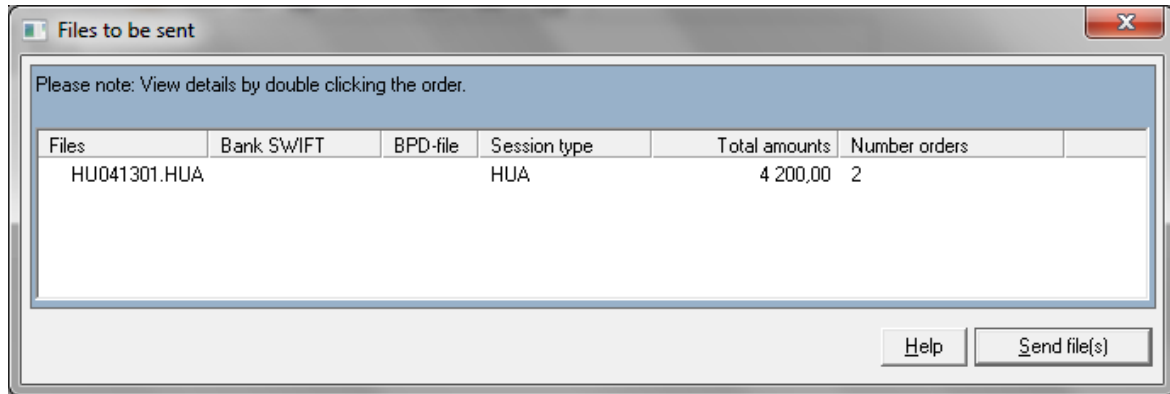 Files to be sent
Please note: View details by double clicking the order.
Files Bank SWIFT BPD-file Session type Total amounts Number orders
HU041301.HUA HUA 4 200,00 2
Help Send file(s)